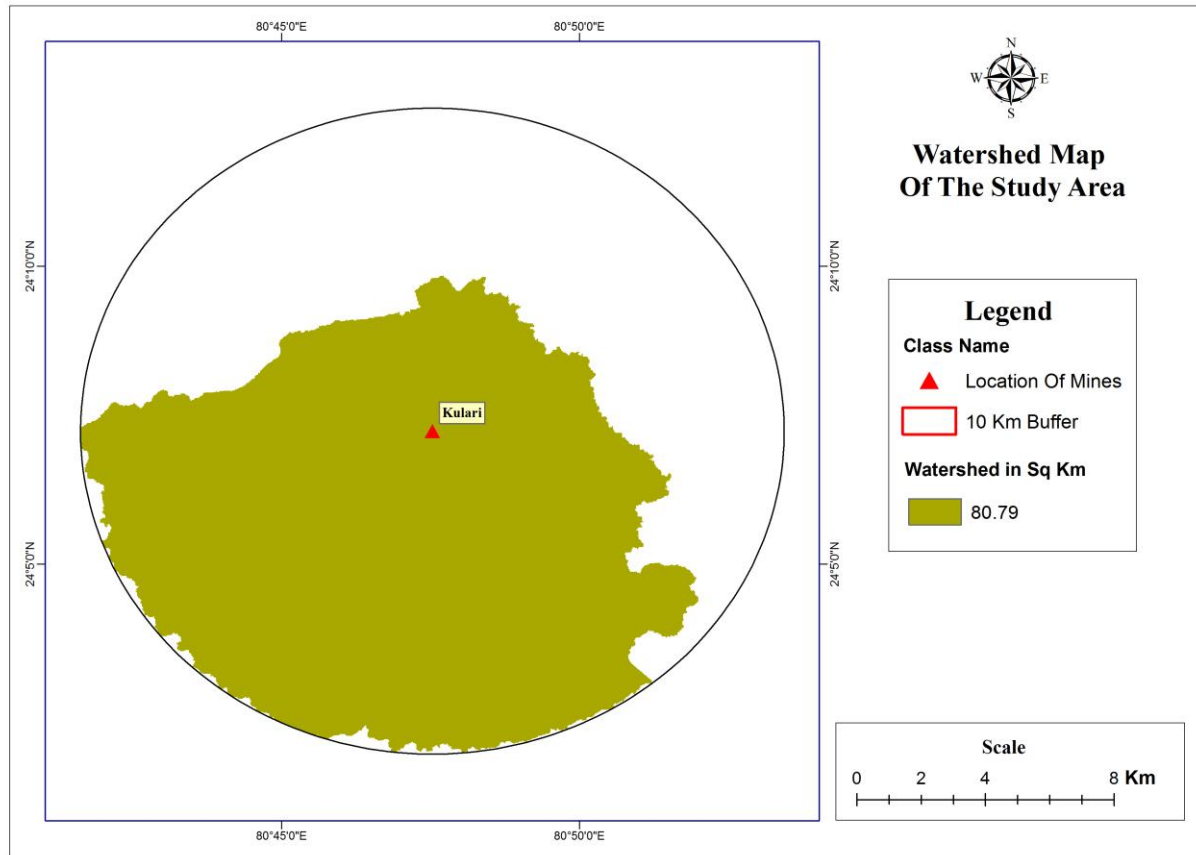 80°45'0"E
80°50'0"E
N
W
E
S
Watershed Map
Of The Study Area
24°10'0"N
24°10'0"N
Kulari
Legend
Class Name
Location Of Mines
10 Km Buffer
Watershed in Sq Km
80.79
24°5'0"N
24°5'0"N
Scale
0 2 4 8 Km
80°45'0"E
80°50'0"E